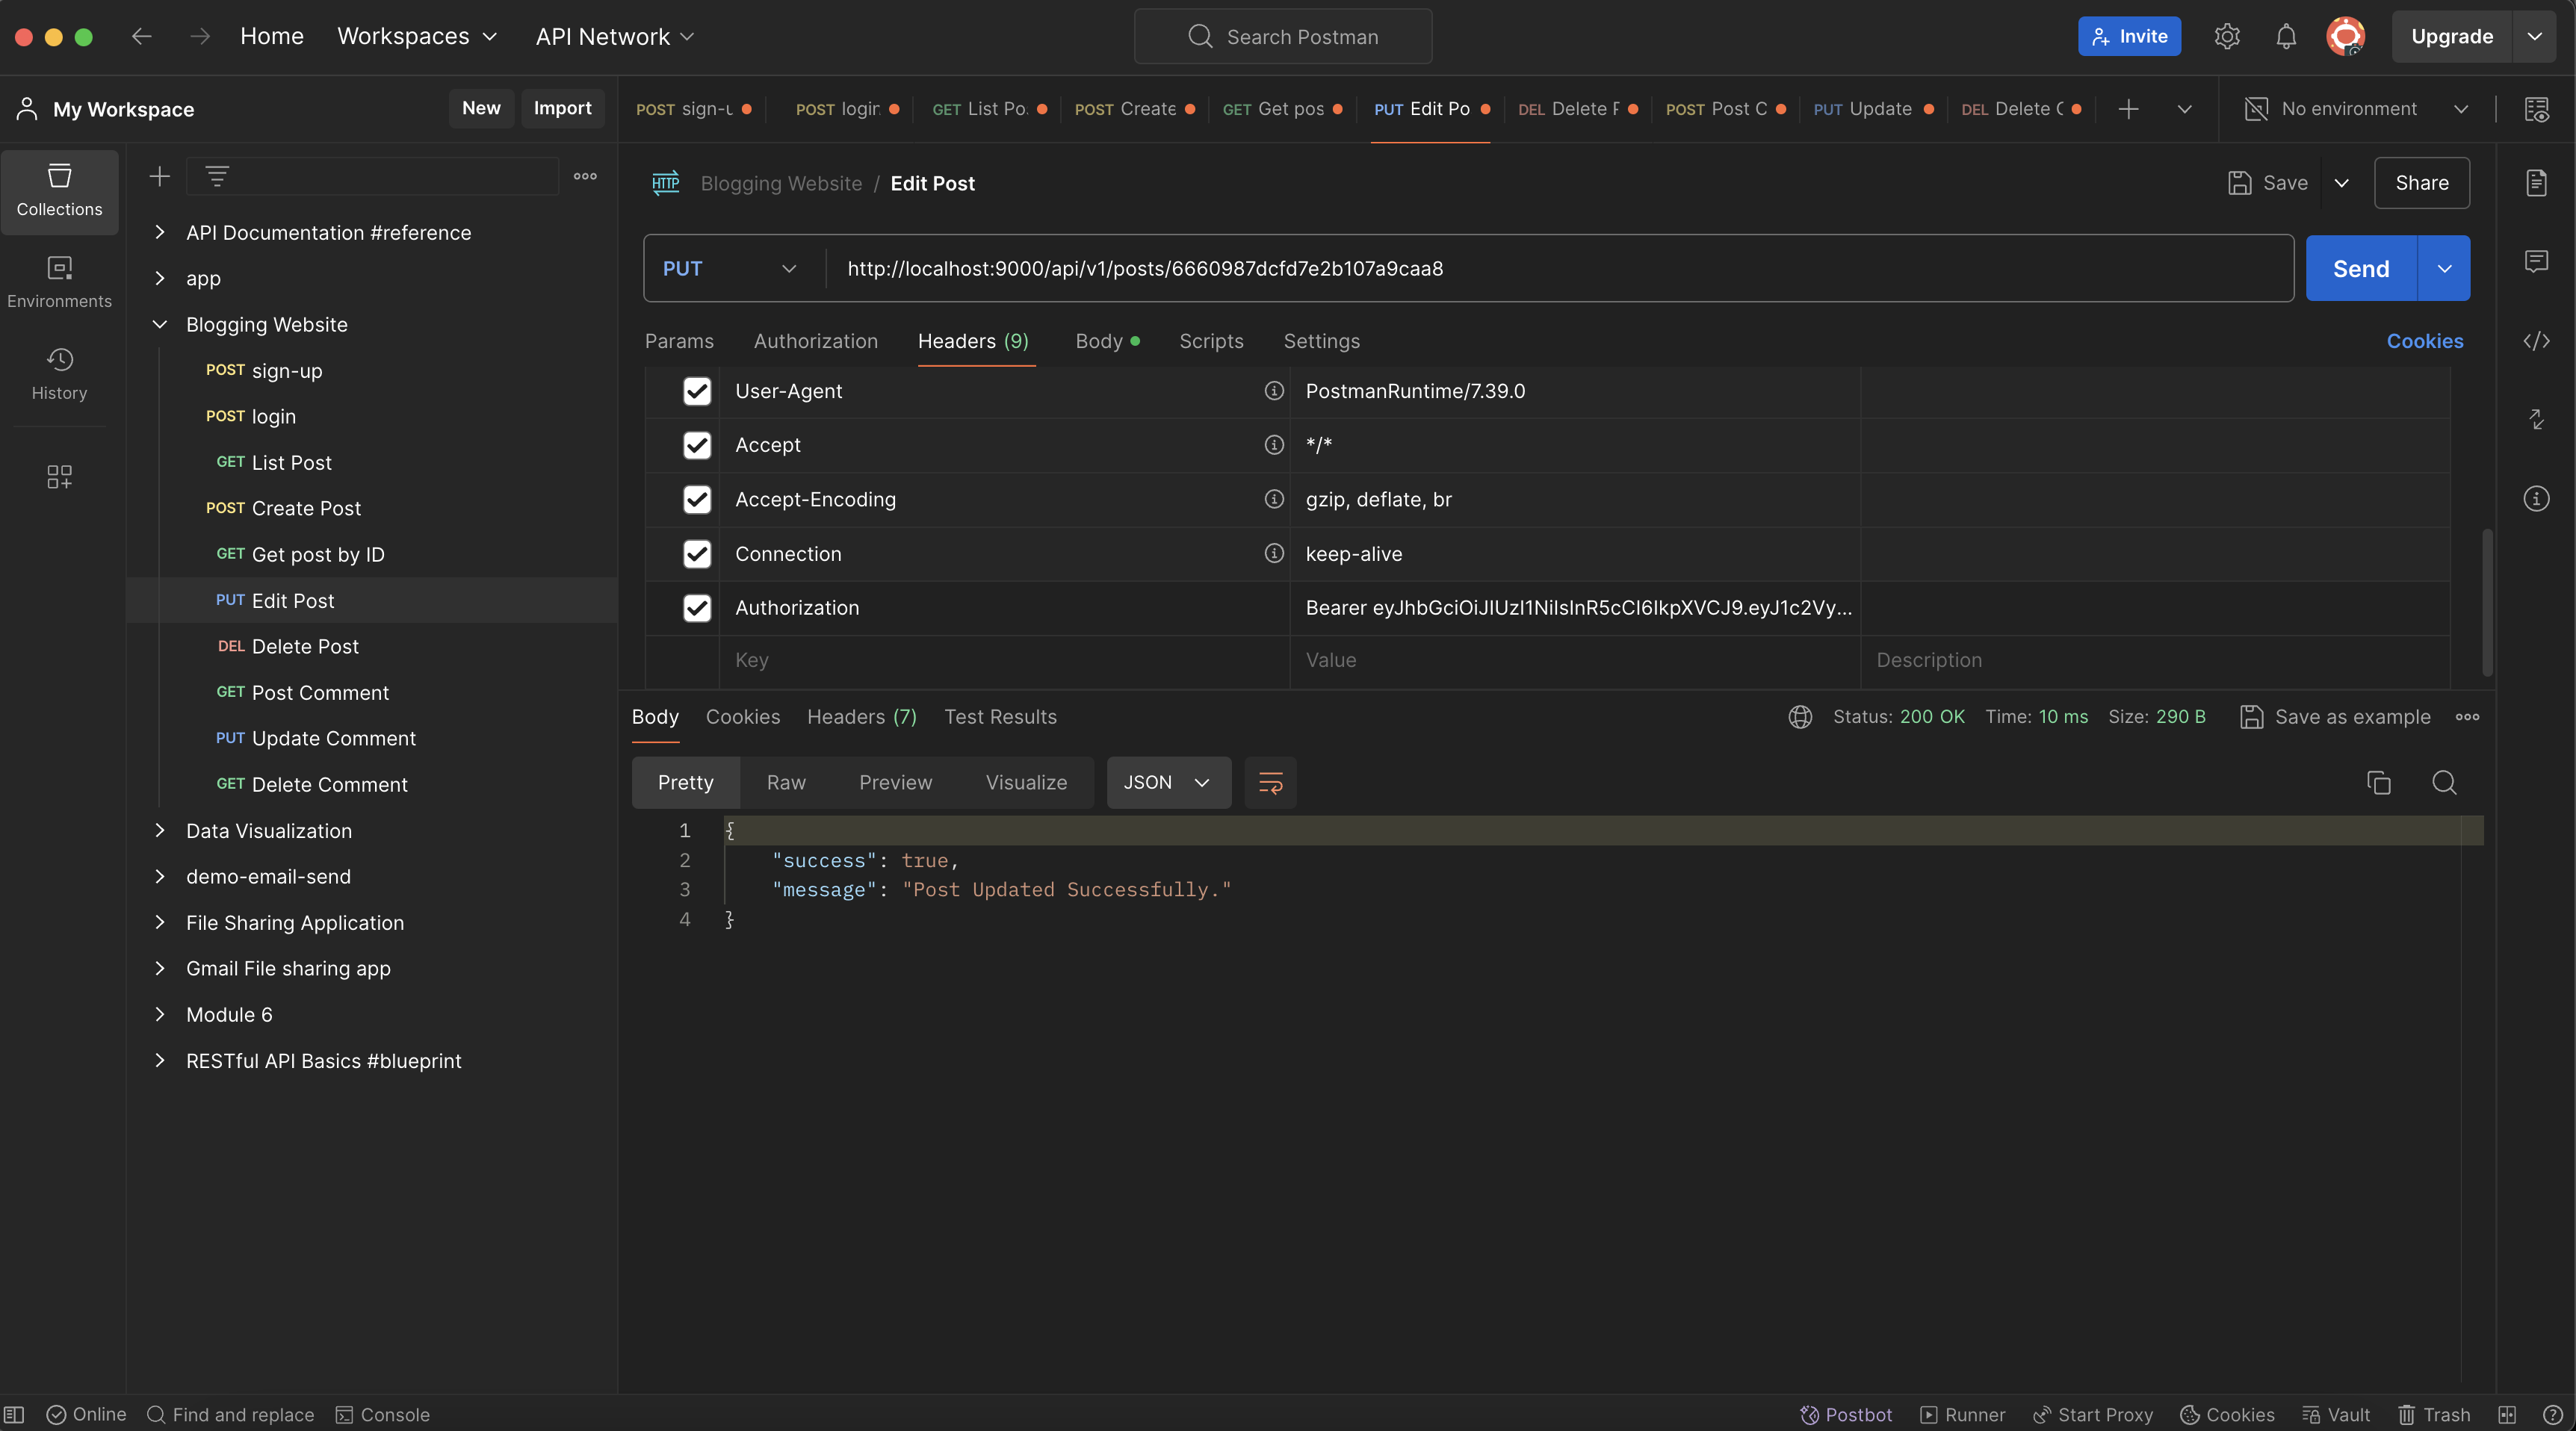 Home Workspaces API Network Search Postman Invite Upgrade
My Workspace New Import
POST sign-u POST login GET List Po. POST Create GET Get pos PUT Edit Po DEL Delete F POST Post C PUT Update DEL Delete C No environment
Collections
Environments
History
API Documentation #reference
app
Blogging Website
POST sign-up
POST login
GET List Post
POST Create Post
GET Get post by ID
PUT Edit Post
DEL Delete Post
GET Post Comment
PUT Update Comment
GET Delete Comment
Data Visualization
demo-email-send
File Sharing Application
Gmail File sharing app
Module 6
RESTful API Basics #blueprint
HTTP Blogging Website / Edit Post Save Share
PUT http://localhost:9000/api/v1/posts/6660987dcfd7e2b107a9caa8 Send
Params Authorization Headers (9) Body Scripts Settings Cookies
User-Agent PostmanRuntime/7.39.0
Accept */*
Accept-Encoding gzip, deflate, br
Connection keep-alive
Authorization Bearer eyJhbGciOiJIUzI1NiIsInR5cCI6IkpXVCJ9.eyJ1c2Vy...
Key Value Description
Body Cookies Headers (7) Test Results Status: 200 OK Time: 10 ms Size: 290 B Save as example
Pretty Raw Preview Visualize JSON
1 {
2 "success": true,
3 "message": "Post Updated Successfully."
4 }
Online Find and replace Console Postbot Runner Start Proxy Cookies Vault Trash